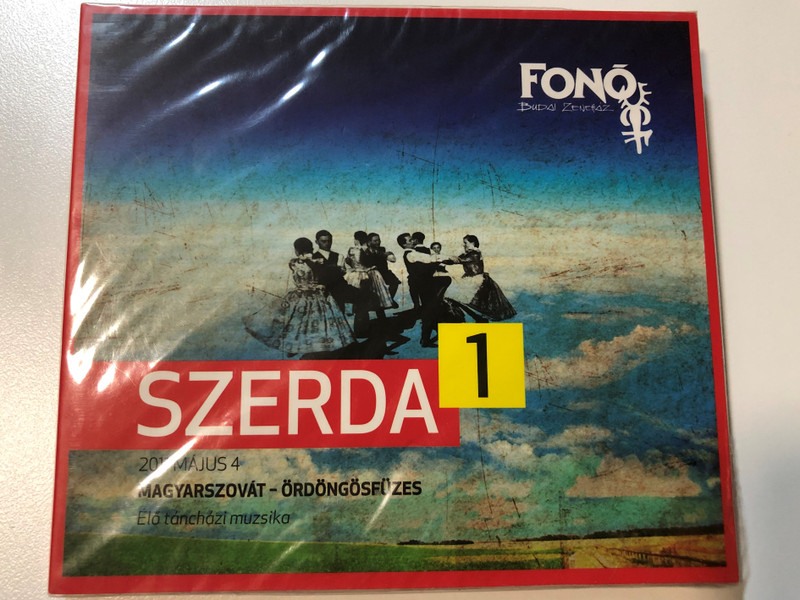 FONÓ
BUDAI ZENEHÁZ
1
SZERDA
MÁJUS 4
MAGYARSZOVÁT – ÖRDÖNGÖSFÜZES
Élő táncházi muzsika